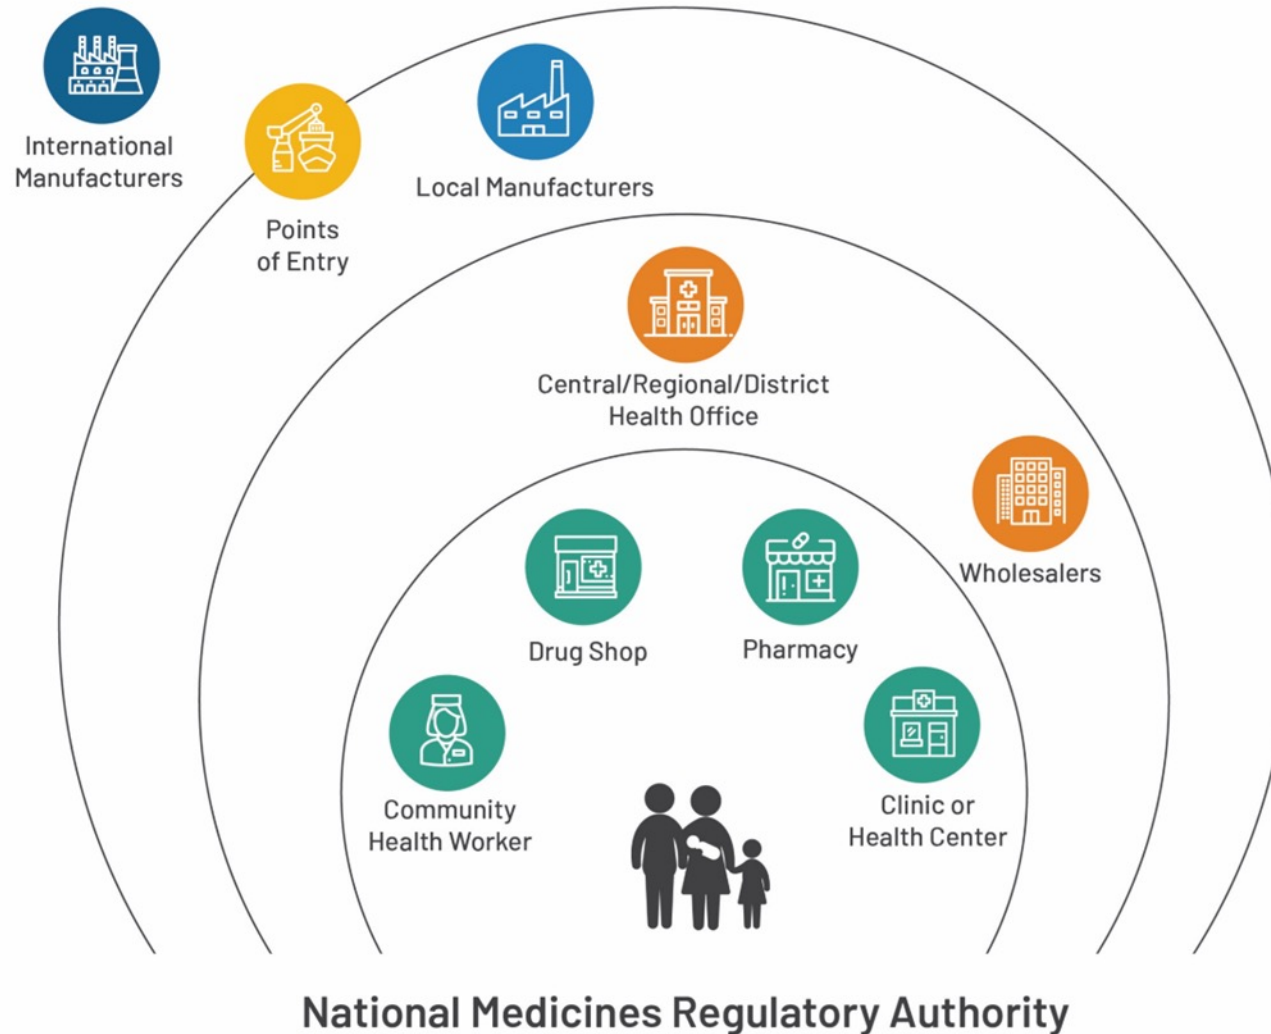 International
Manufacturers
Points
of Entry
Local Manufacturers
Central/Regional/District
Health Office
Wholesalers
Drug Shop
Pharmacy
Community
Health Worker
Clinic or
Health Center
National Medicines Regulatory Authority